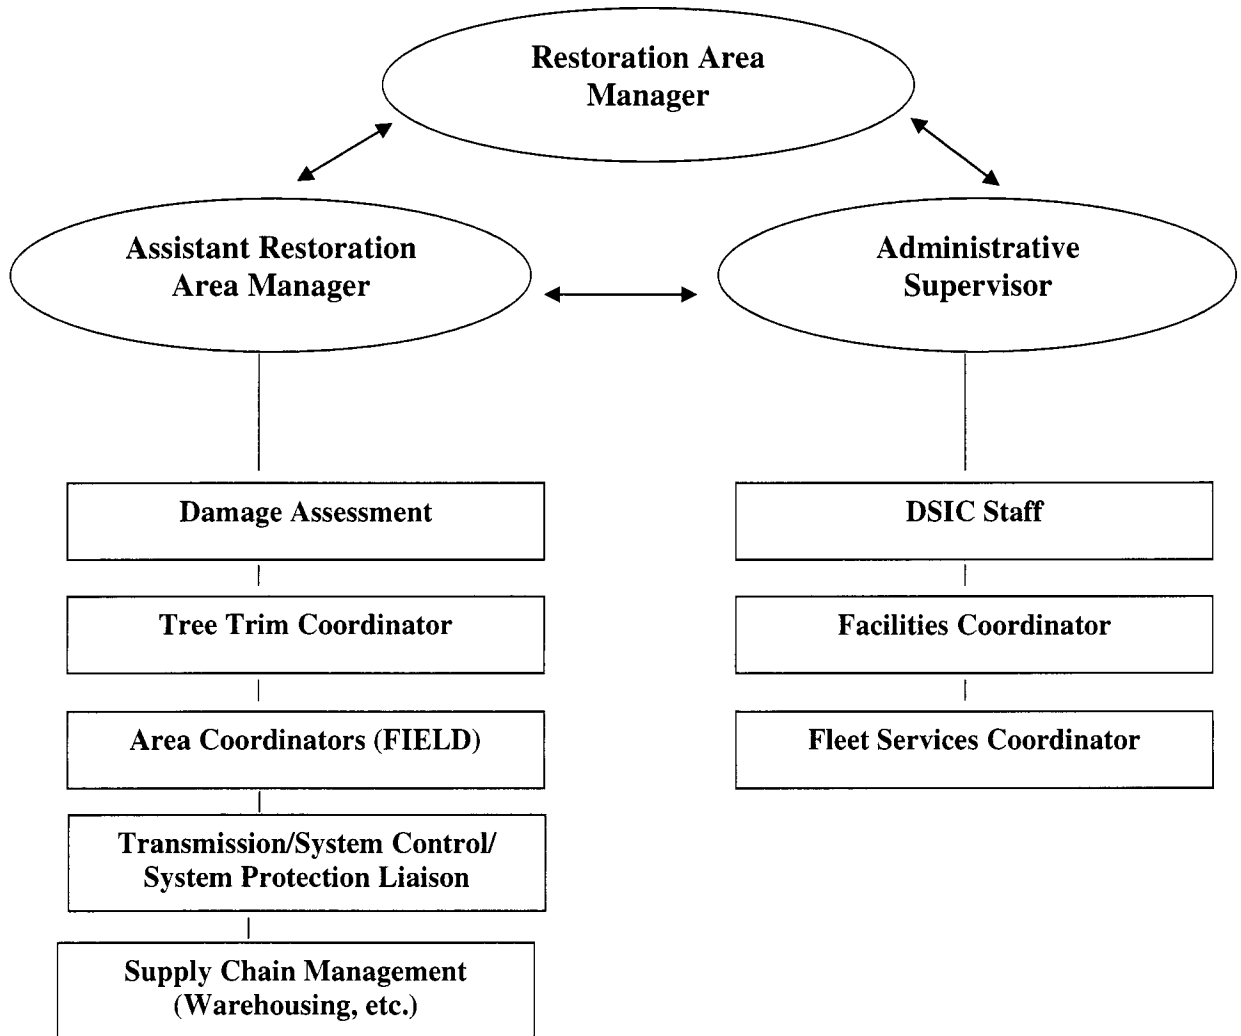 Restoration Area
Manager
Assistant Restoration
Area Manager
Administrative
Supervisor
Damage Assessment
Tree Trim Coordinator
Area Coordinators (FIELD)
Transmission/System Control/
System Protection Liaison
Supply Chain Management
(Warehousing, etc.)
DSIC Staff
Facilities Coordinator
Fleet Services Coordinator